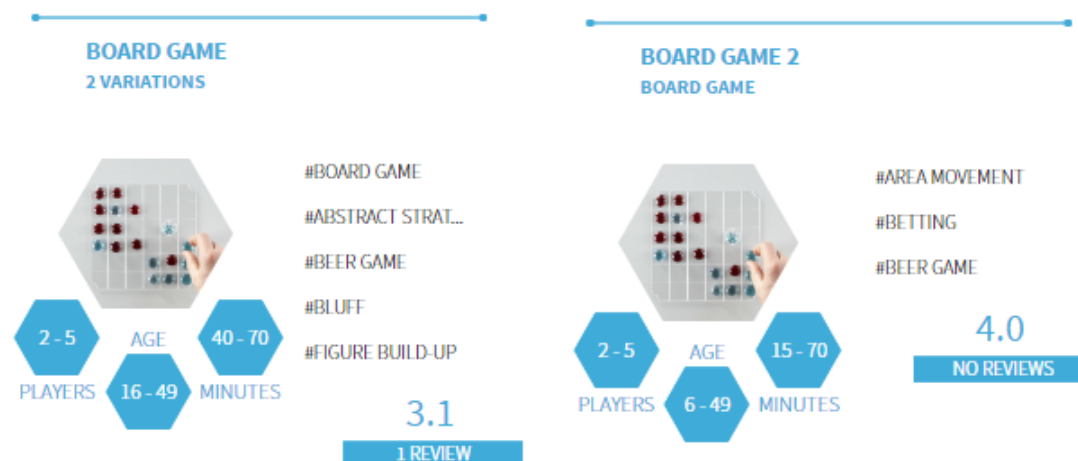 BOARD GAME
2 VARIATIONS
#BOARD GAME
#ABSTRACT STRAT...
#BEER GAME
#BLUFF
#FIGURE BUILD-UP
2 - 5
PLAYERS
AGE
16 - 49
40 - 70
MINUTES
3.1
1 REVIEW
BOARD GAME 2
BOARD GAME
#AREA MOVEMENT
#BETTING
#BEER GAME
2 - 5
PLAYERS
AGE
6 - 49
15 - 70
MINUTES
4.0
NO REVIEWS